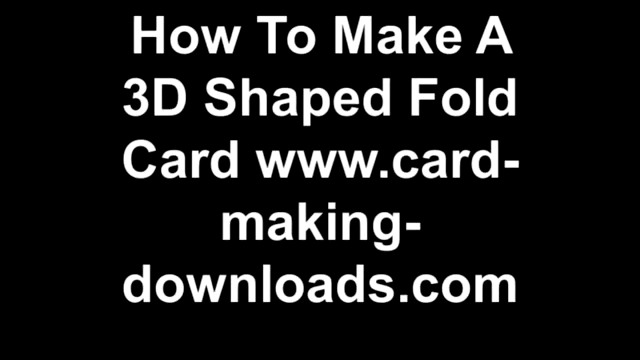 How To Make A
3D Shaped Fold
Card www.card-
making-
downloads.com